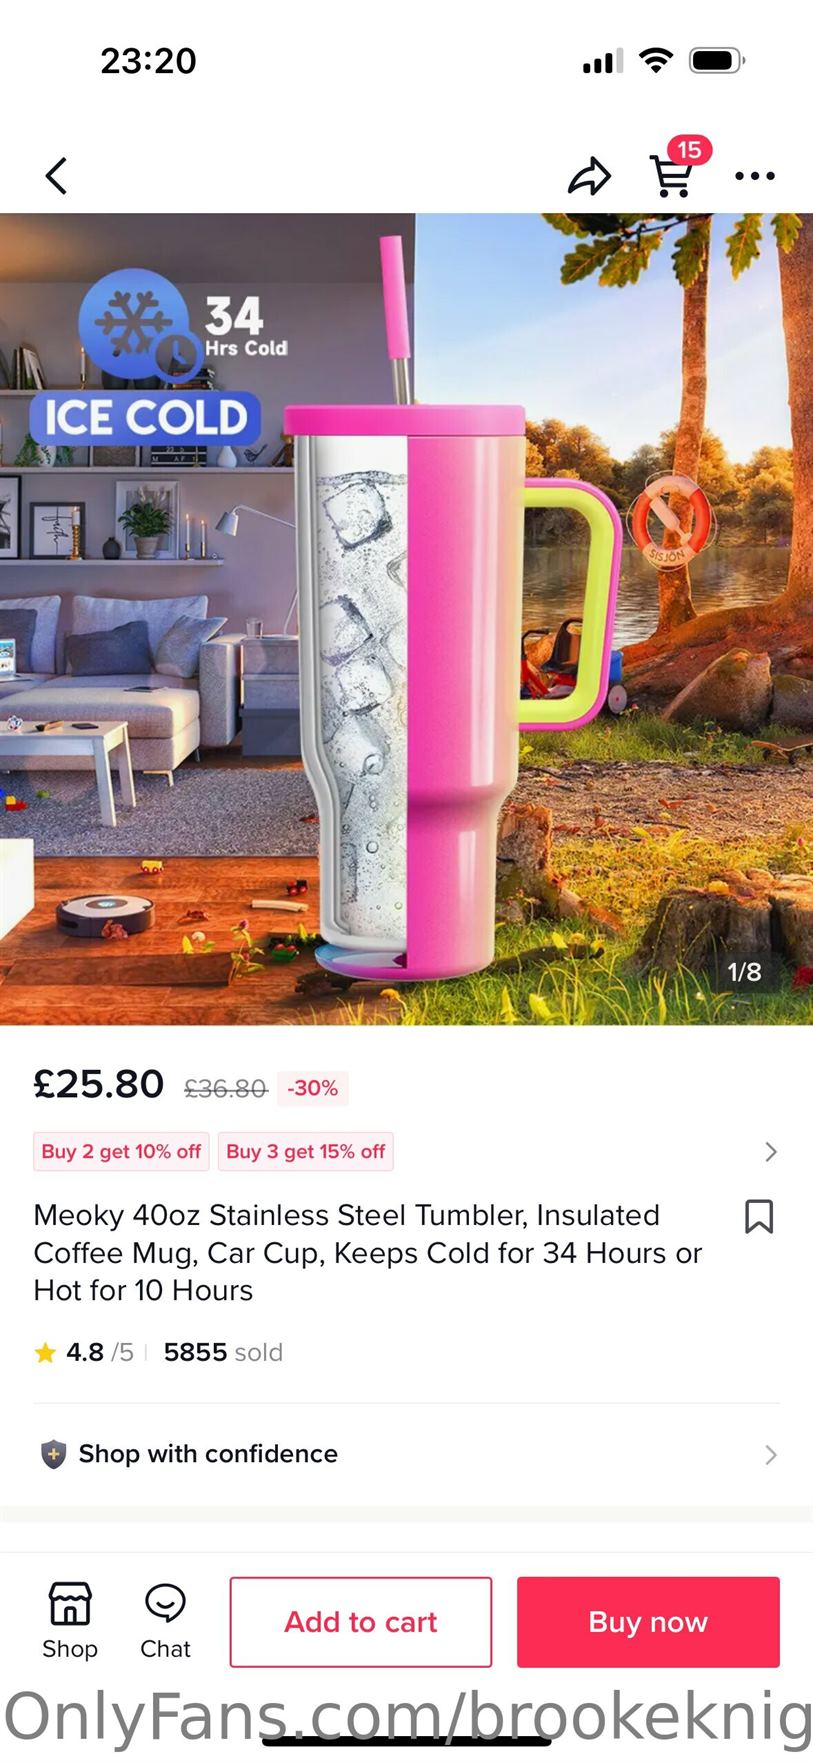 23:20
15
34
Hrs Cold
ICE COLD
SISJÖN
1/8
£25.80 £36.80 -30%
Buy 2 get 10% off Buy 3 get 15% off
Meoky 40oz Stainless Steel Tumbler, Insulated
Coffee Mug, Car Cup, Keeps Cold for 34 Hours or
Hot for 10 Hours
4.8 /5 5855 sold
Shop with confidence
Shop Chat Add to cart Buy now
OnlyFans.com/brookeknig